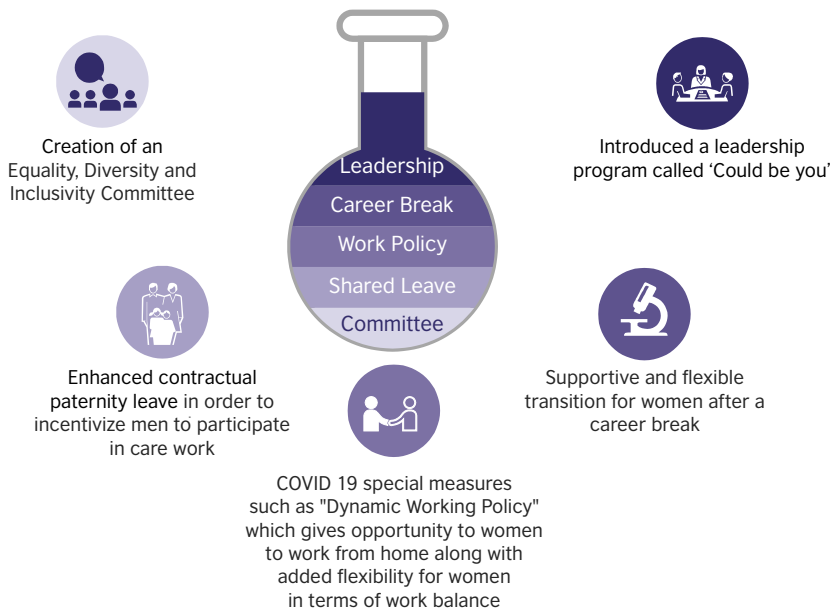 Creation of an
Equality, Diversity and
Inclusivity Committee
Introduced a leadership
program called ‘Could be you’
Leadership
Career Break
Work Policy
Shared Leave
Committee
Enhanced contractual
paternity leave in order to
incentivize men to participate
in care work
Supportive and flexible
transition for women after a
career break
COVID 19 special measures
such as "Dynamic Working Policy"
which gives opportunity to women
to work from home along with
added flexibility for women
in terms of work balance